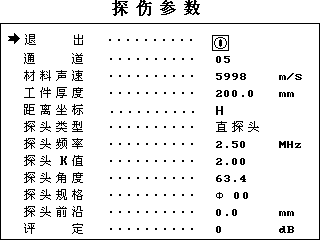 探伤参数
退 出 ·········· ①
通 道 ·········· 05
材料声速 ·········· 5998 m/S
工件厚度 ·········· 200.0 mm
距离坐标 ·········· H
探头类型 ·········· 直探头
探头频率 ·········· 2.50 MHz
探头 K值 ·········· 2.00
探头角度 ·········· 63.4
探头规格 ·········· Φ 00
探头前沿 ·········· 0.0 mm
评 定 ·········· 0 dB